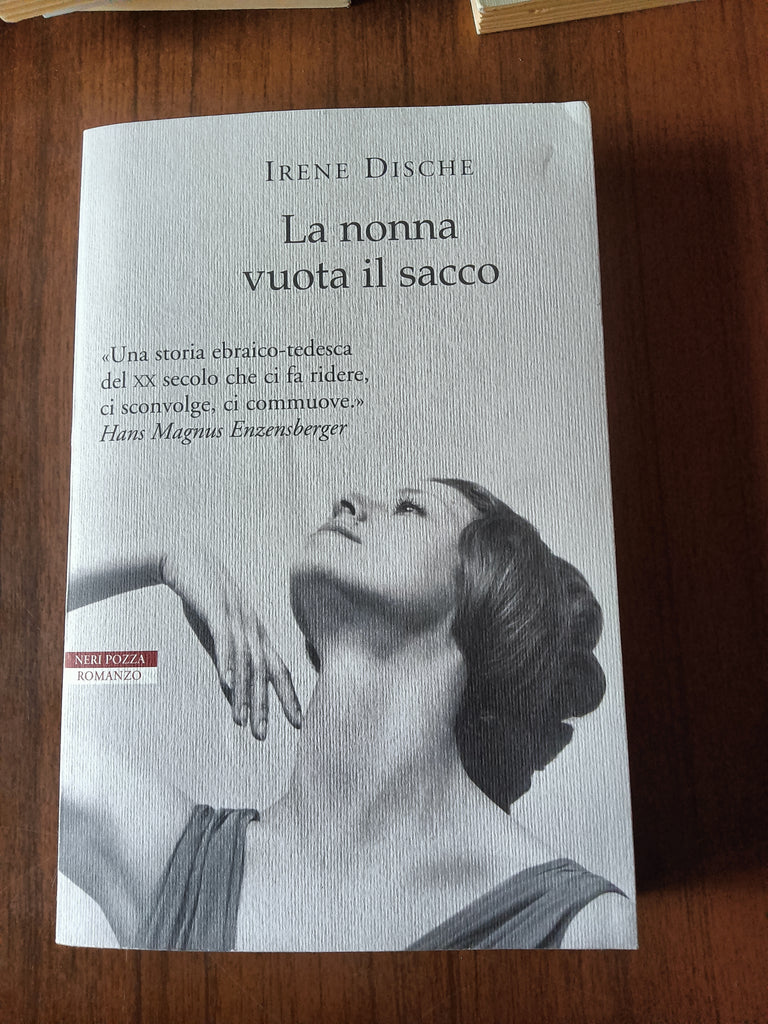 IRENE DISCHE
La nonna
vuota il sacco
«Una storia ebraico-tedesca
del XX secolo che ci fa ridere,
ci sconvolge, ci commuove.»
Hans Magnus Enzensberger
NERI POZZA
ROMANZO